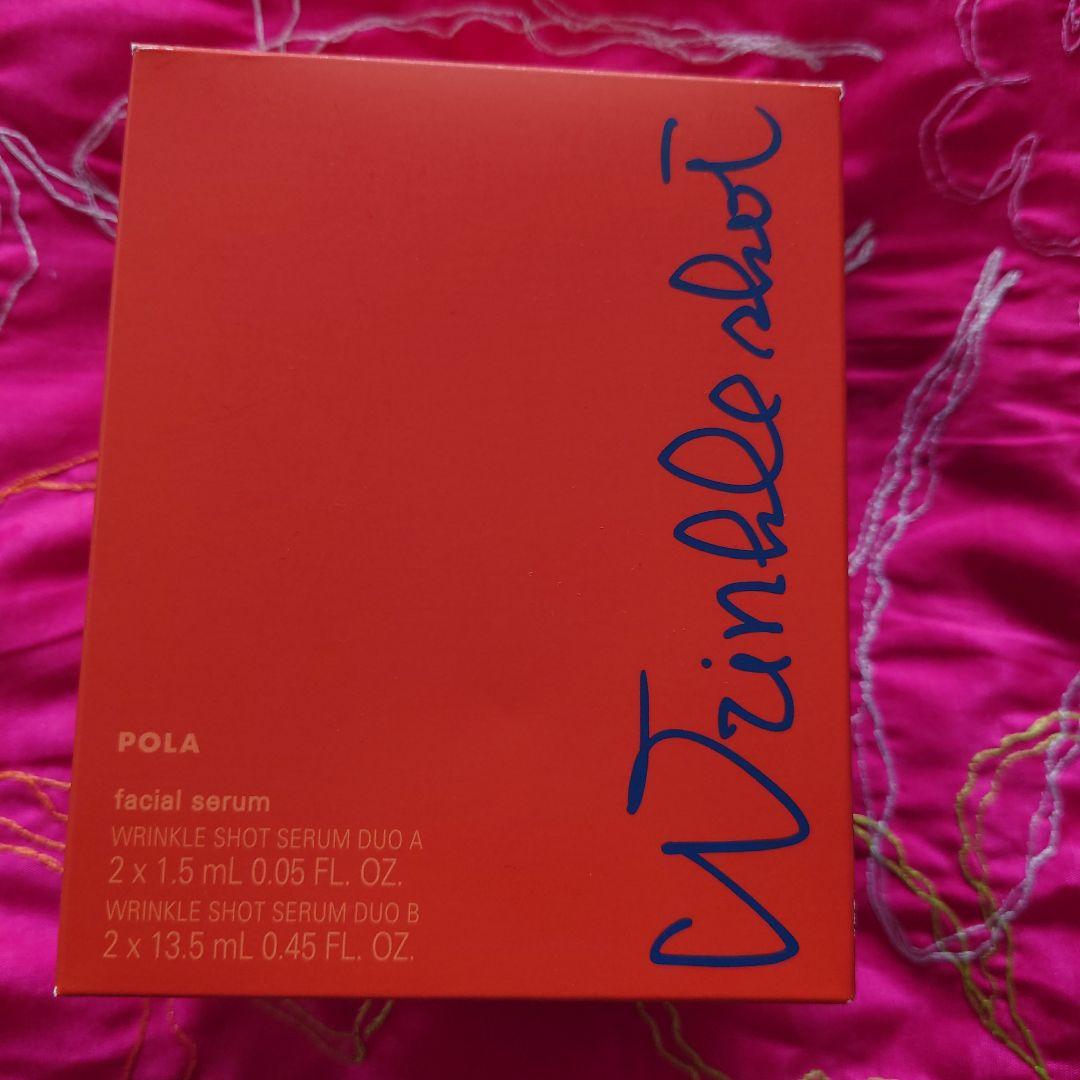 Wrinkle shot
POLA
facial serum
WRINKLE SHOT SERUM DUO A
2 x 1.5 mL 0.05 FL. OZ.
WRINKLE SHOT SERUM DUO B
2 x 13.5 mL 0.45 FL. OZ.